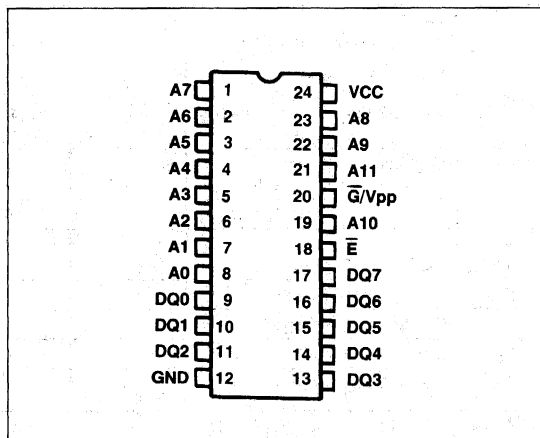 A7 1 24 VCC
A6 2 23 A8
A5 3 22 A9
A4 4 21 A11
A3 5 20 G̅/Vpp
A2 6 19 A10
A1 7 18 E̅
A0 8 17 DQ7
DQ0 9 16 DQ6
DQ1 10 15 DQ5
DQ2 11 14 DQ4
GND 12 13 DQ3